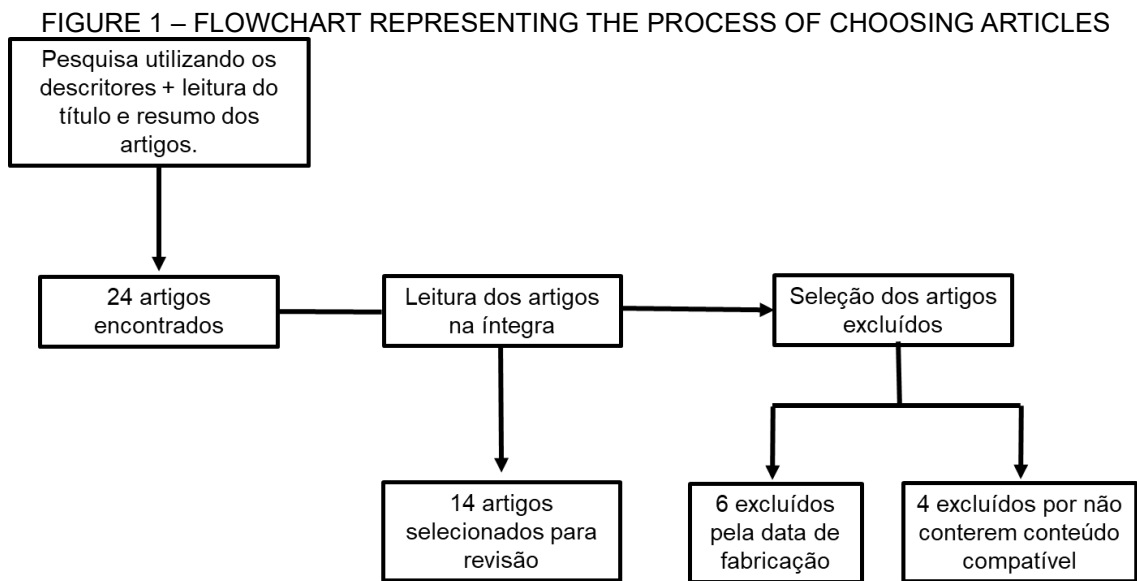 FIGURE 1 – FLOWCHART REPRESENTING THE PROCESS OF CHOOSING ARTICLES
Pesquisa utilizando os
descritores + leitura do
título e resumo dos
artigos.
24 artigos
encontrados
Leitura dos artigos
na íntegra
Seleção dos artigos
excluídos
14 artigos
selecionados para
revisão
6 excluídos
pela data de
fabricação
4 excluídos por não
conterem conteúdo
compatível